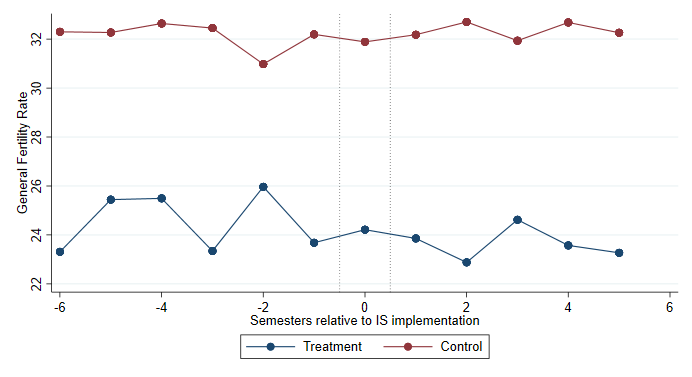 General Fertility Rate
32
30
28
26
24
22
-6 -4 -2 0 2 4 6
Semesters relative to IS implementation
Treatment Control